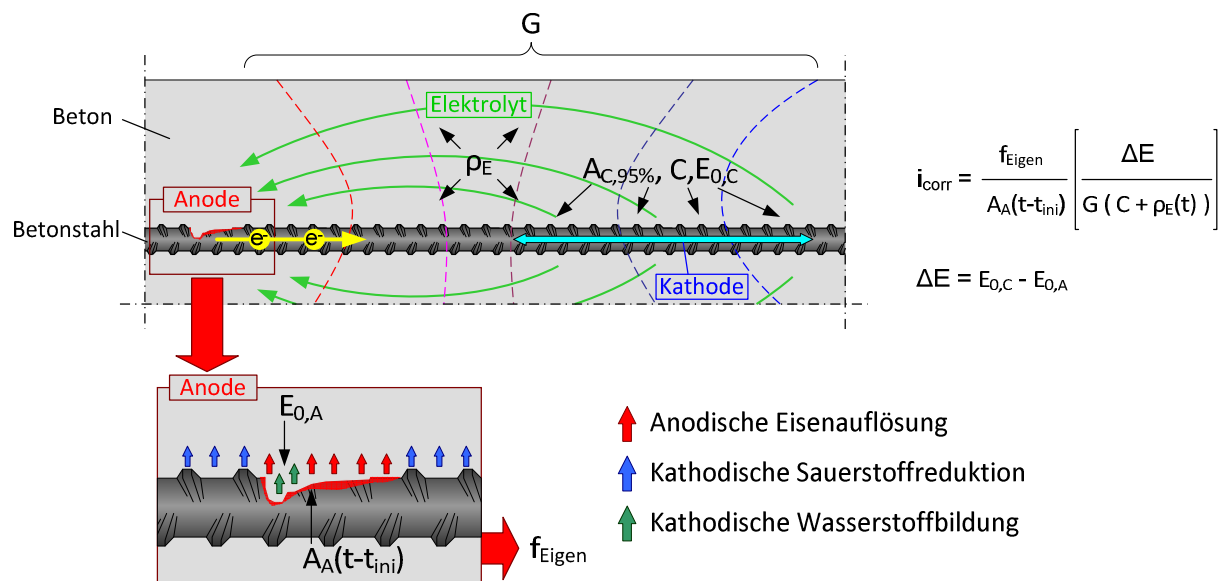 G
Beton
Elektrolyt
ρE
AC,95%, C,E0,C
Anode
Betonstahl
e- e-
Kathode
icorr = fEigen / AA(t-tini) [ ΔE / G ( C + ρE(t) ) ]
ΔE = E0,C - E0,A
Anode
E0,A
AA(t-tini)
fEigen
Anodische Eisenauflösung
Kathodische Sauerstoffreduktion
Kathodische Wasserstoffbildung